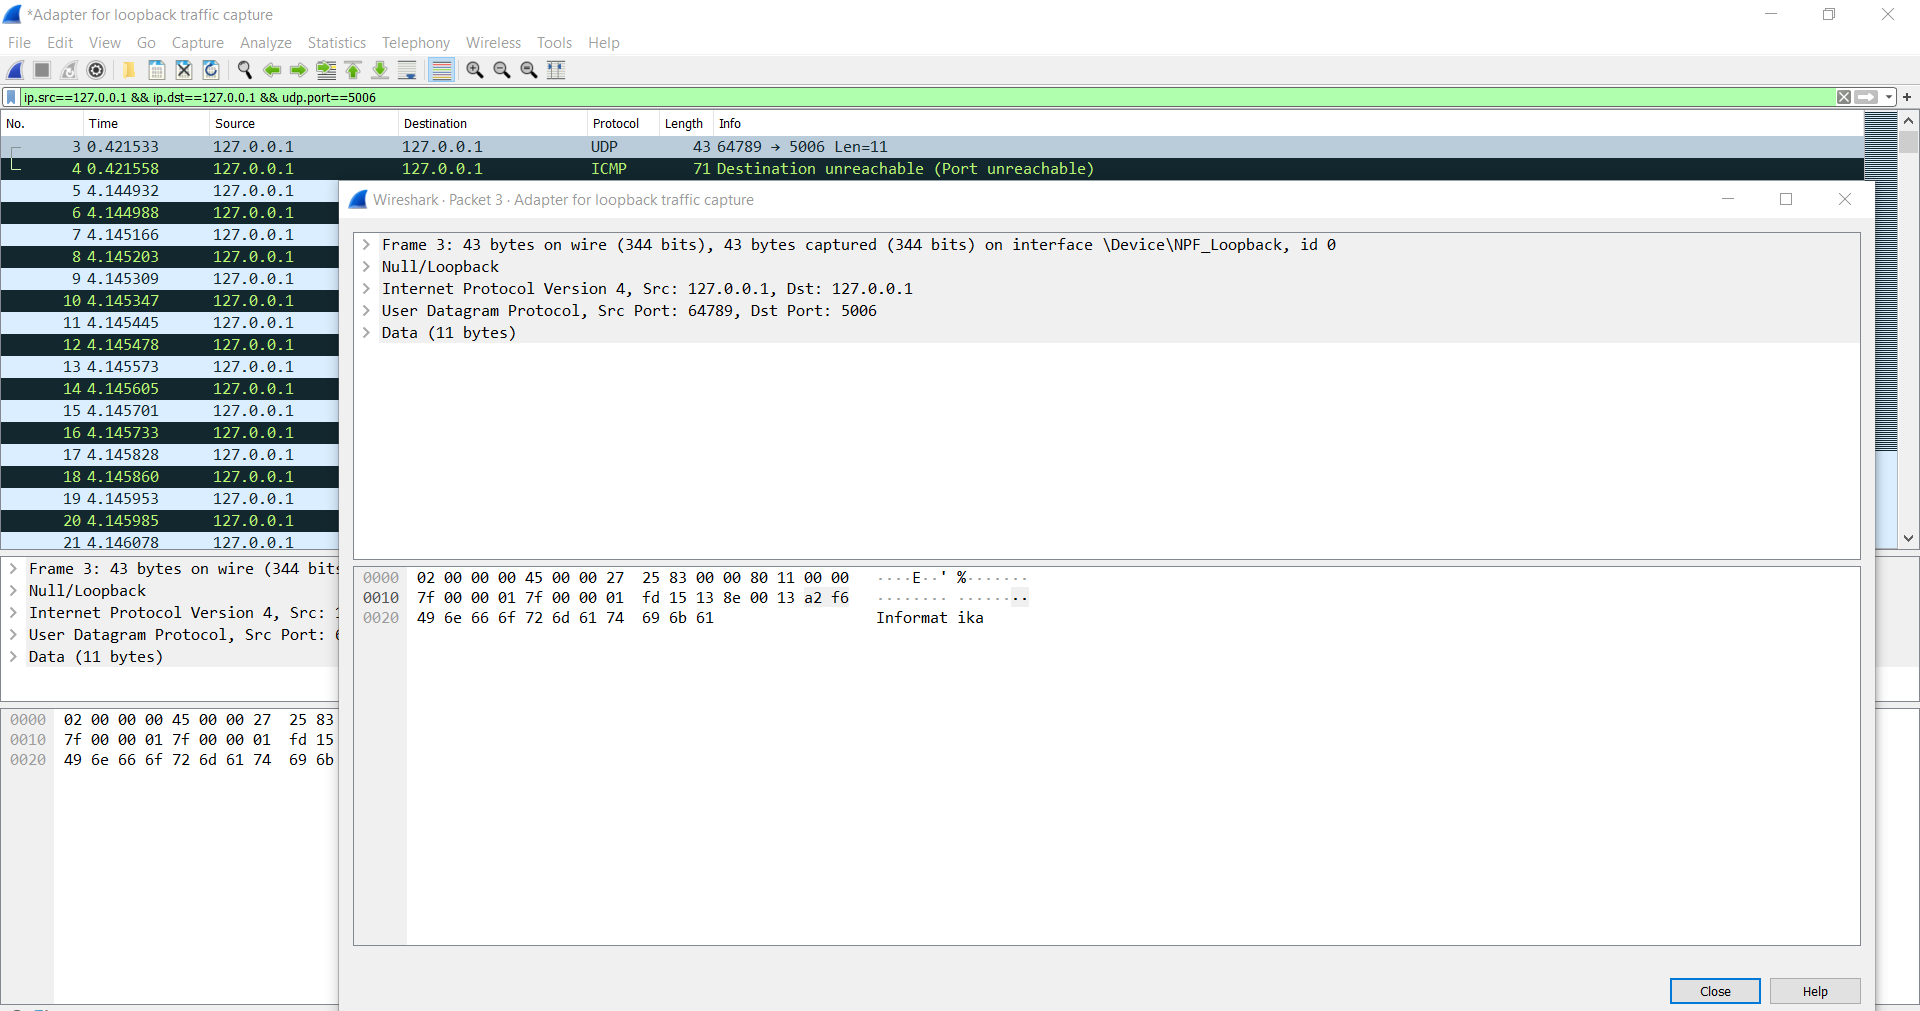 *Adapter for loopback traffic capture
File Edit View Go Capture Analyze Statistics Telephony Wireless Tools Help
ip.src==127.0.0.1 && ip.dst==127.0.0.1 && udp.port==5006
No. Time Source Destination Protocol Length Info
3 0.421533 127.0.0.1 127.0.0.1 UDP 43 64789 → 5006 Len=11
4 0.421558 127.0.0.1 127.0.0.1 ICMP 71 Destination unreachable (Port unreachable)
5 4.144932 127.0.0.1
6 4.144988 127.0.0.1
7 4.145166 127.0.0.1
8 4.145203 127.0.0.1
9 4.145309 127.0.0.1
10 4.145347 127.0.0.1
11 4.145445 127.0.0.1
12 4.145478 127.0.0.1
13 4.145573 127.0.0.1
14 4.145605 127.0.0.1
15 4.145701 127.0.0.1
16 4.145733 127.0.0.1
17 4.145828 127.0.0.1
18 4.145860 127.0.0.1
19 4.145953 127.0.0.1
20 4.145985 127.0.0.1
21 4.146078 127.0.0.1
Frame 3: 43 bytes on wire (344 bits
Null/Loopback
Internet Protocol Version 4, Src: 1
User Datagram Protocol, Src Port: 6
Data (11 bytes)
0000 02 00 00 00 45 00 00 27 25 83
0010 7f 00 00 01 7f 00 00 01 fd 15
0020 49 6e 66 6f 72 6d 61 74 69 6b
Wireshark · Packet 3 · Adapter for loopback traffic capture
Frame 3: 43 bytes on wire (344 bits), 43 bytes captured (344 bits) on interface \Device\NPF_Loopback, id 0
Null/Loopback
Internet Protocol Version 4, Src: 127.0.0.1, Dst: 127.0.0.1
User Datagram Protocol, Src Port: 64789, Dst Port: 5006
Data (11 bytes)
0000 02 00 00 00 45 00 00 27 25 83 00 00 80 11 00 00 ····E··' %·······
0010 7f 00 00 01 7f 00 00 01 fd 15 13 8e 00 13 a2 f6 ········ ········
0020 49 6e 66 6f 72 6d 61 74 69 6b 61 Informat ika
Close Help